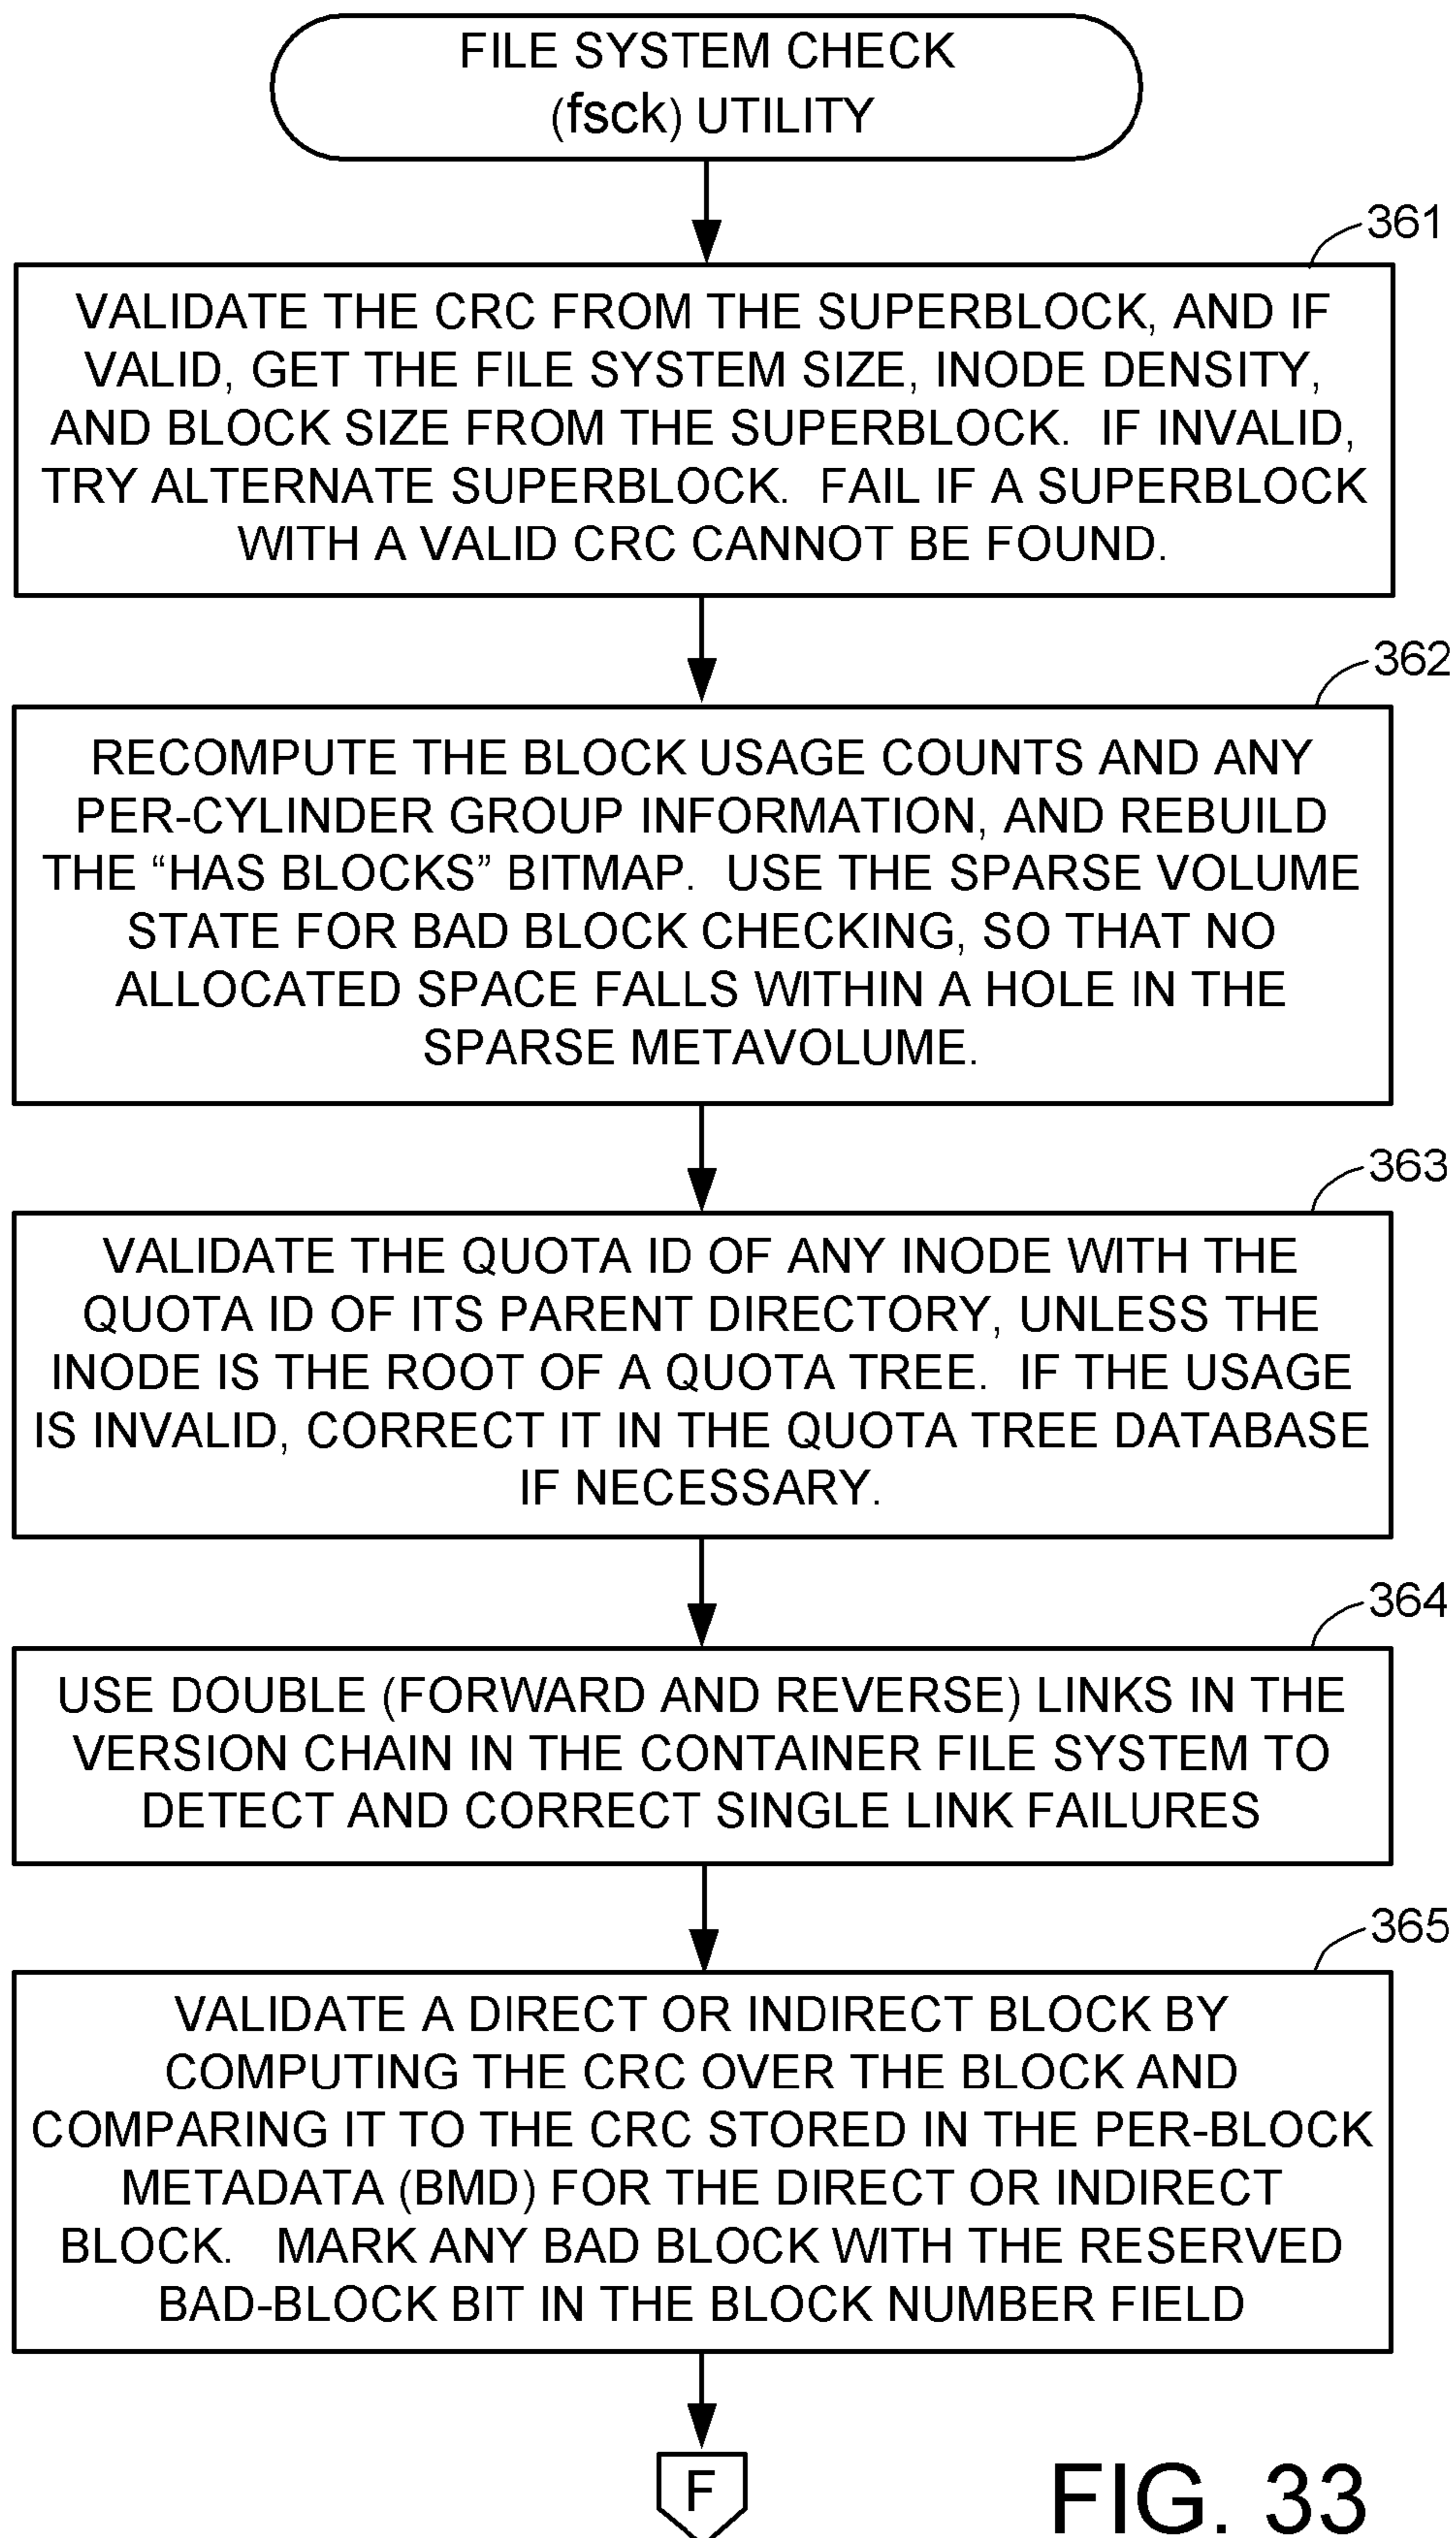 FILE SYSTEM CHECK
(fsck) UTILITY
361
VALIDATE THE CRC FROM THE SUPERBLOCK, AND IF
VALID, GET THE FILE SYSTEM SIZE, INODE DENSITY,
AND BLOCK SIZE FROM THE SUPERBLOCK.  IF INVALID,
TRY ALTERNATE SUPERBLOCK.  FAIL IF A SUPERBLOCK
WITH A VALID CRC CANNOT BE FOUND.
362
RECOMPUTE THE BLOCK USAGE COUNTS AND ANY
PER-CYLINDER GROUP INFORMATION, AND REBUILD
THE “HAS BLOCKS” BITMAP.  USE THE SPARSE VOLUME
STATE FOR BAD BLOCK CHECKING, SO THAT NO
ALLOCATED SPACE FALLS WITHIN A HOLE IN THE
SPARSE METAVOLUME.
363
VALIDATE THE QUOTA ID OF ANY INODE WITH THE
QUOTA ID OF ITS PARENT DIRECTORY, UNLESS THE
INODE IS THE ROOT OF A QUOTA TREE.  IF THE USAGE
IS INVALID, CORRECT IT IN THE QUOTA TREE DATABASE
IF NECESSARY.
364
USE DOUBLE (FORWARD AND REVERSE) LINKS IN THE
VERSION CHAIN IN THE CONTAINER FILE SYSTEM TO
DETECT AND CORRECT SINGLE LINK FAILURES
365
VALIDATE A DIRECT OR INDIRECT BLOCK BY
COMPUTING THE CRC OVER THE BLOCK AND
COMPARING IT TO THE CRC STORED IN THE PER-BLOCK
METADATA (BMD) FOR THE DIRECT OR INDIRECT
BLOCK.   MARK ANY BAD BLOCK WITH THE RESERVED
BAD-BLOCK BIT IN THE BLOCK NUMBER FIELD
F
FIG. 33